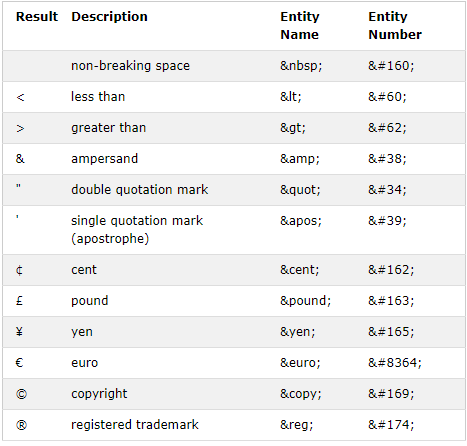 Result Description Entity Name Entity Number
non-breaking space &nbsp; &#160;
< less than &lt; &#60;
> greater than &gt; &#62;
& ampersand &amp; &#38;
" double quotation mark &quot; &#34;
' single quotation mark (apostrophe) &apos; &#39;
¢ cent &cent; &#162;
£ pound &pound; &#163;
¥ yen &yen; &#165;
€ euro &euro; &#8364;
© copyright &copy; &#169;
® registered trademark &reg; &#174;